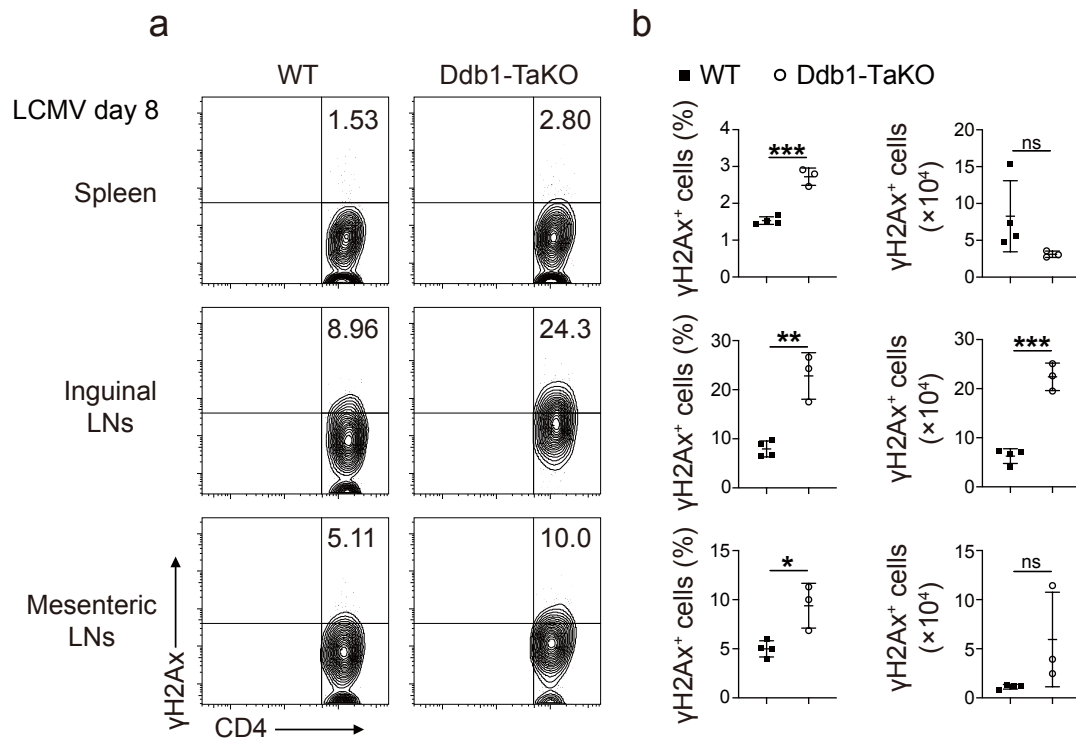 a
WT
Ddb1-TaKO
LCMV day 8
Spleen
1.53
2.80
Inguinal
LNs
8.96
24.3
Mesenteric
LNs
5.11
10.0
γH2Ax
CD4
b
WT
Ddb1-TaKO
γH2Ax⁺ cells (%)
4
3
2
1
0
***
γH2Ax⁺ cells
(×10⁴)
20
15
10
5
0
ns
γH2Ax⁺ cells (%)
30
20
10
0
**
γH2Ax⁺ cells
(×10⁴)
30
20
10
0
***
γH2Ax⁺ cells (%)
15
10
5
0
*
γH2Ax⁺ cells
(×10⁴)
15
10
5
0
ns